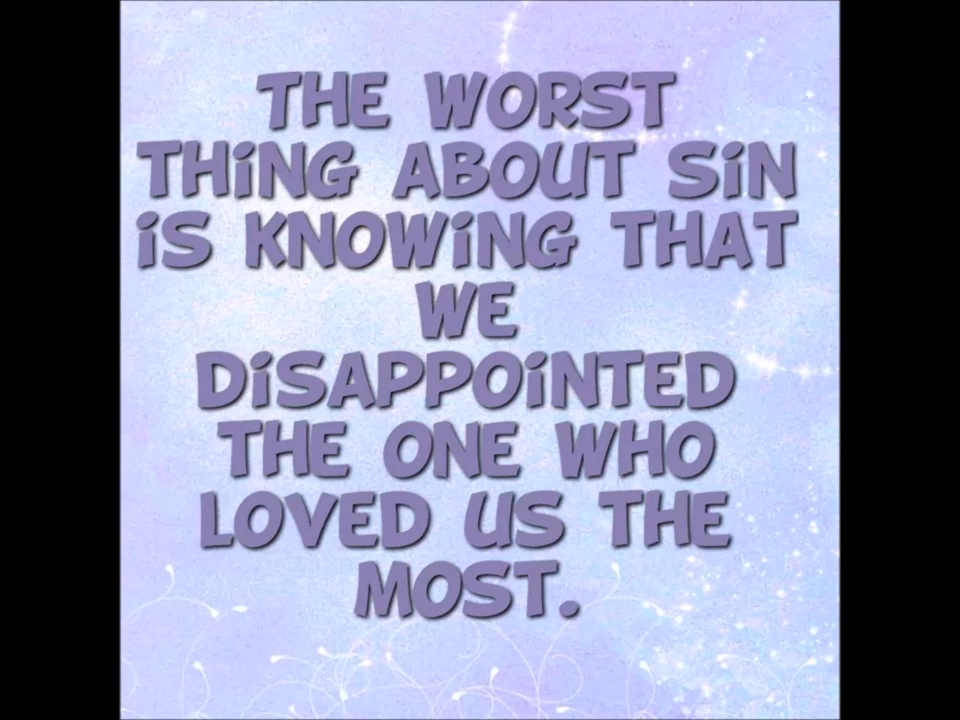 THE WORST
THiNG ABOUT SiN
iS KNOWiNG THAT
WE
DiSAPPOiNTED
THE ONE WHO
LOVED US THE
MOST.